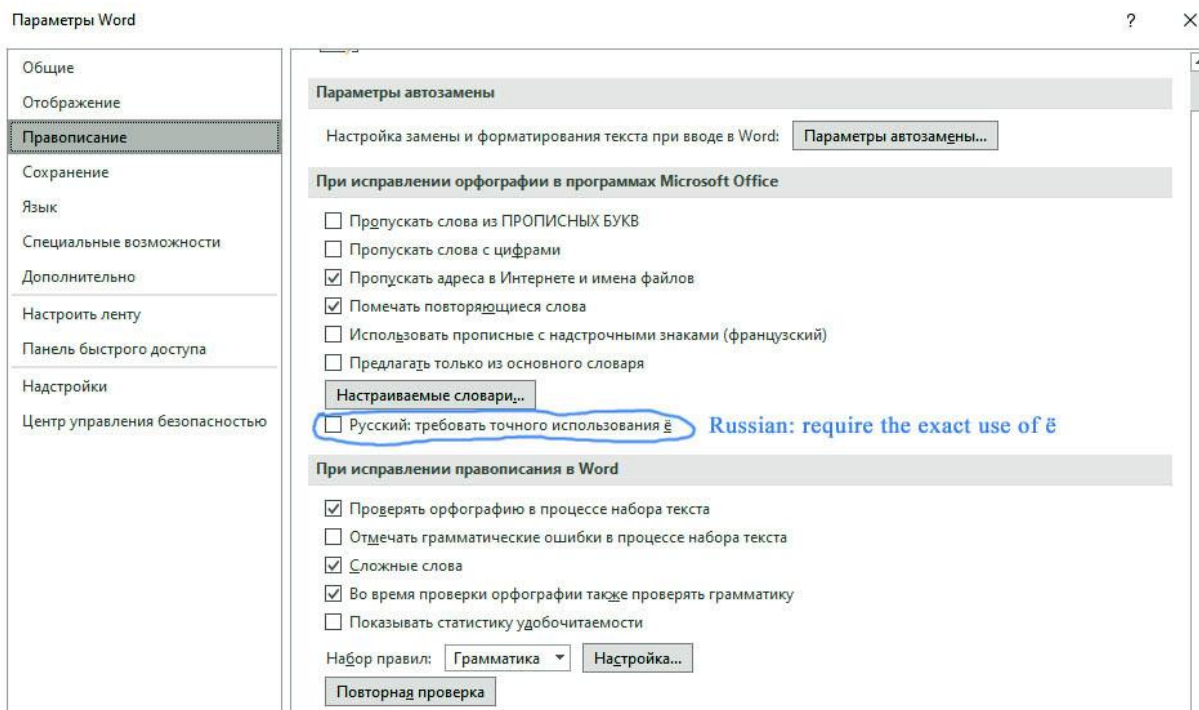 Параметры Word
?
Общие
Отображение
Правописание
Сохранение
Язык
Специальные возможности
Дополнительно
Настроить ленту
Панель быстрого доступа
Надстройки
Центр управления безопасностью
Параметры автозамены
Настройка замены и форматирования текста при вводе в Word: Параметры автозамены...
При исправлении орфографии в программах Microsoft Office
Пропускать слова из ПРОПИСНЫХ БУКВ
Пропускать слова с цифрами
Пропускать адреса в Интернете и имена файлов
Помечать повторяющиеся слова
Использовать прописные с надстрочными знаками (французский)
Предлагать только из основного словаря
Настраиваемые словари...
Русский: требовать точного использования ё Russian: require the exact use of ё
При исправлении правописания в Word
Проверять орфографию в процессе набора текста
Отмечать грамматические ошибки в процессе набора текста
Сложные слова
Во время проверки орфографии также проверять грамматику
Показывать статистику удобочитаемости
Набор правил: Грамматика Настройка...
Повторная проверка